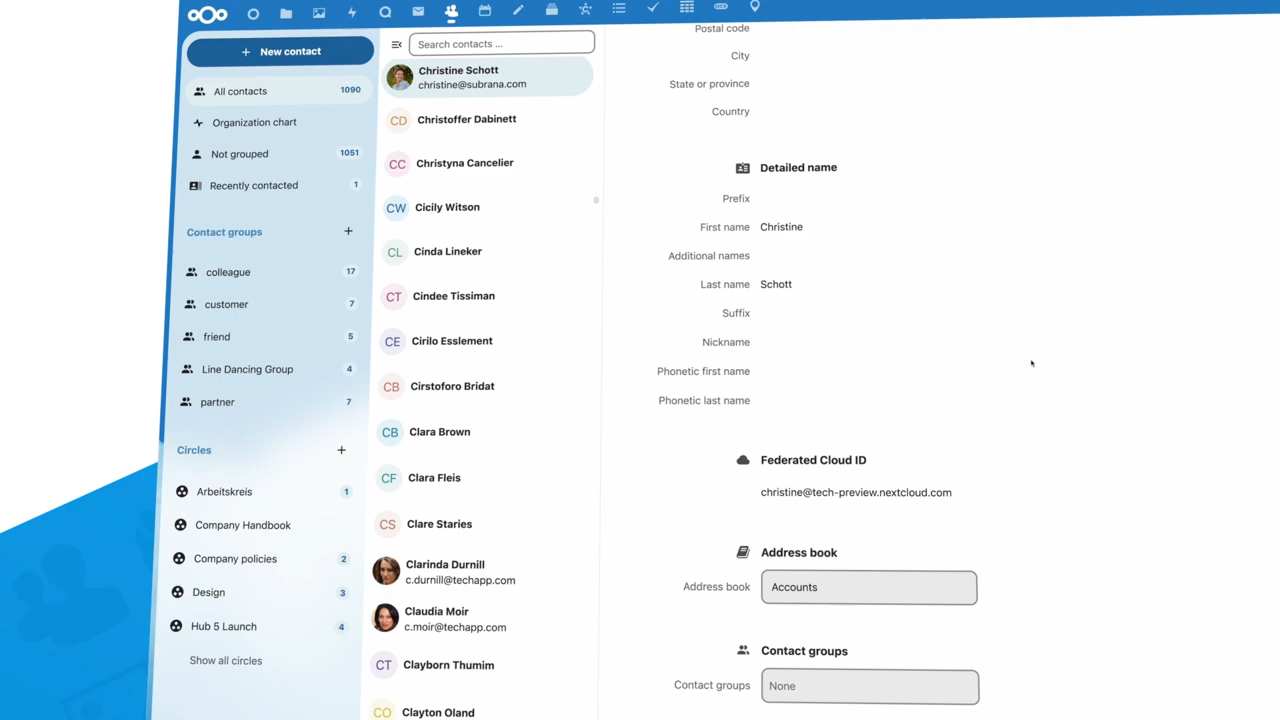 New contact
All contacts 1090
Organization chart
Not grouped 1051
Recently contacted 1
Contact groups
colleague 17
customer 7
friend 5
Line Dancing Group 4
partner 7
Circles
Arbeitskreis 1
Company Handbook
Company policies 2
Design 3
Hub 5 Launch 4
Show all circles
Search contacts ...
Christine Schott
christine@subrana.com
CD Christoffer Dabinett
CC Christyna Cancelier
CW Cicily Witson
CL Cinda Lineker
CT Cindee Tissiman
CE Cirilo Esslement
CB Cirstoforo Bridat
CB Clara Brown
CF Clara Fleis
CS Clare Staries
Clarinda Durnill
c.durnill@techapp.com
Claudia Moir
c.moir@techapp.com
CT Clayborn Thumim
CO Clayton Oland
Postal code
City
State or province
Country
Detailed name
Prefix
First name Christine
Additional names
Last name Schott
Suffix
Nickname
Phonetic first name
Phonetic last name
Federated Cloud ID
christine@tech-preview.nextcloud.com
Address book
Address book Accounts
Contact groups
Contact groups None